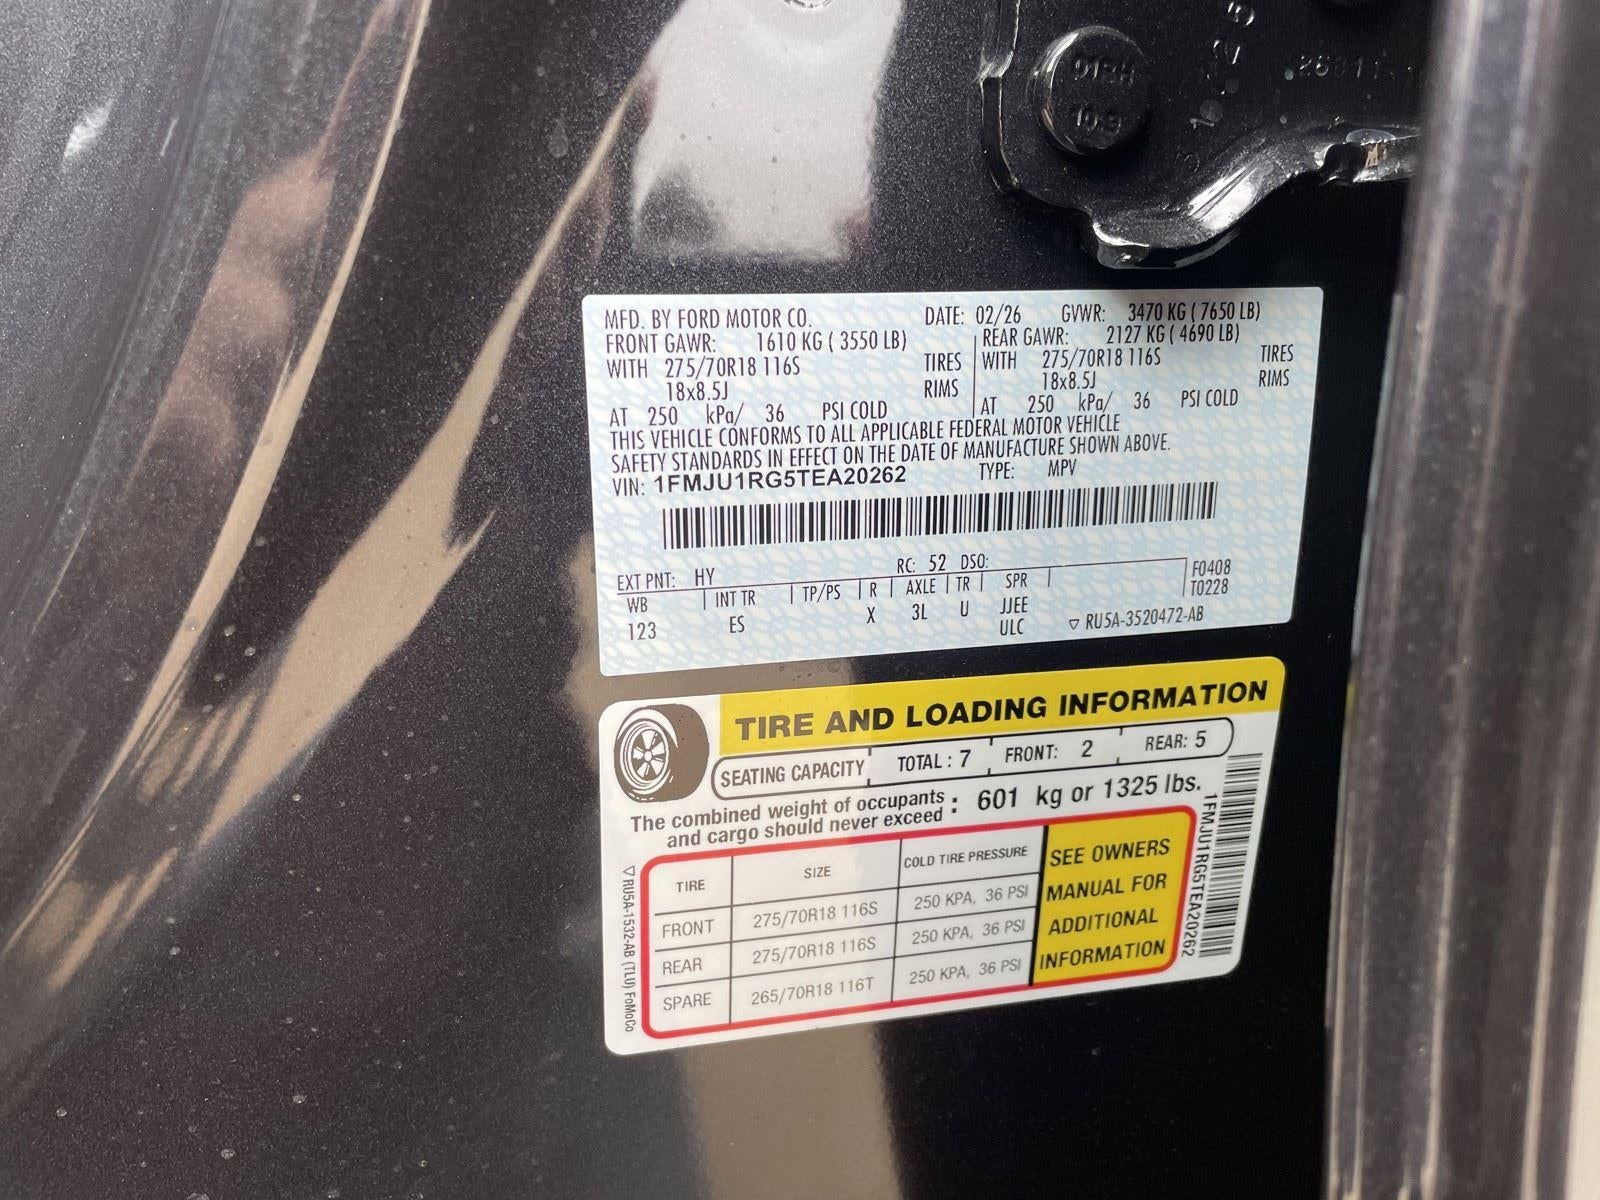 10.9
MFD. BY FORD MOTOR CO. DATE: 02/26 GVWR: 3470 KG ( 7650 LB)
FRONT GAWR: 1610 KG ( 3550 LB) REAR GAWR: 2127 KG ( 4690 LB)
WITH 275/70R18 116S TIRES WITH 275/70R18 116S TIRES
18x8.5J RIMS 18x8.5J RIMS
AT 250 kPa/ 36 PSI COLD AT 250 kPa/ 36 PSI COLD
THIS VEHICLE CONFORMS TO ALL APPLICABLE FEDERAL MOTOR VEHICLE
SAFETY STANDARDS IN EFFECT ON THE DATE OF MANUFACTURE SHOWN ABOVE.
VIN: 1FMJU1RG5TEA20262 TYPE: MPV
EXT PNT: HY RC: 52 DSO: F0408
WB INT TR TP/PS R AXLE TR SPR T0228
123 ES X 3L U JJEE
ULC ▽ RU5A-3520472-AB
TIRE AND LOADING INFORMATION
SEATING CAPACITY TOTAL : 7 FRONT: 2 REAR: 5
The combined weight of occupants and cargo should never exceed : 601 kg or 1325 lbs.
TIRE SIZE COLD TIRE PRESSURE
FRONT 275/70R18 116S 250 KPA, 36 PSI
REAR 275/70R18 116S 250 KPA, 36 PSI
SPARE 265/70R18 116T 250 KPA, 36 PSI
SEE OWNERS
MANUAL FOR
ADDITIONAL
INFORMATION
1FMJU1RG5TEA20262
▽ RU5A-1532-AB (TLU) FoMoCo